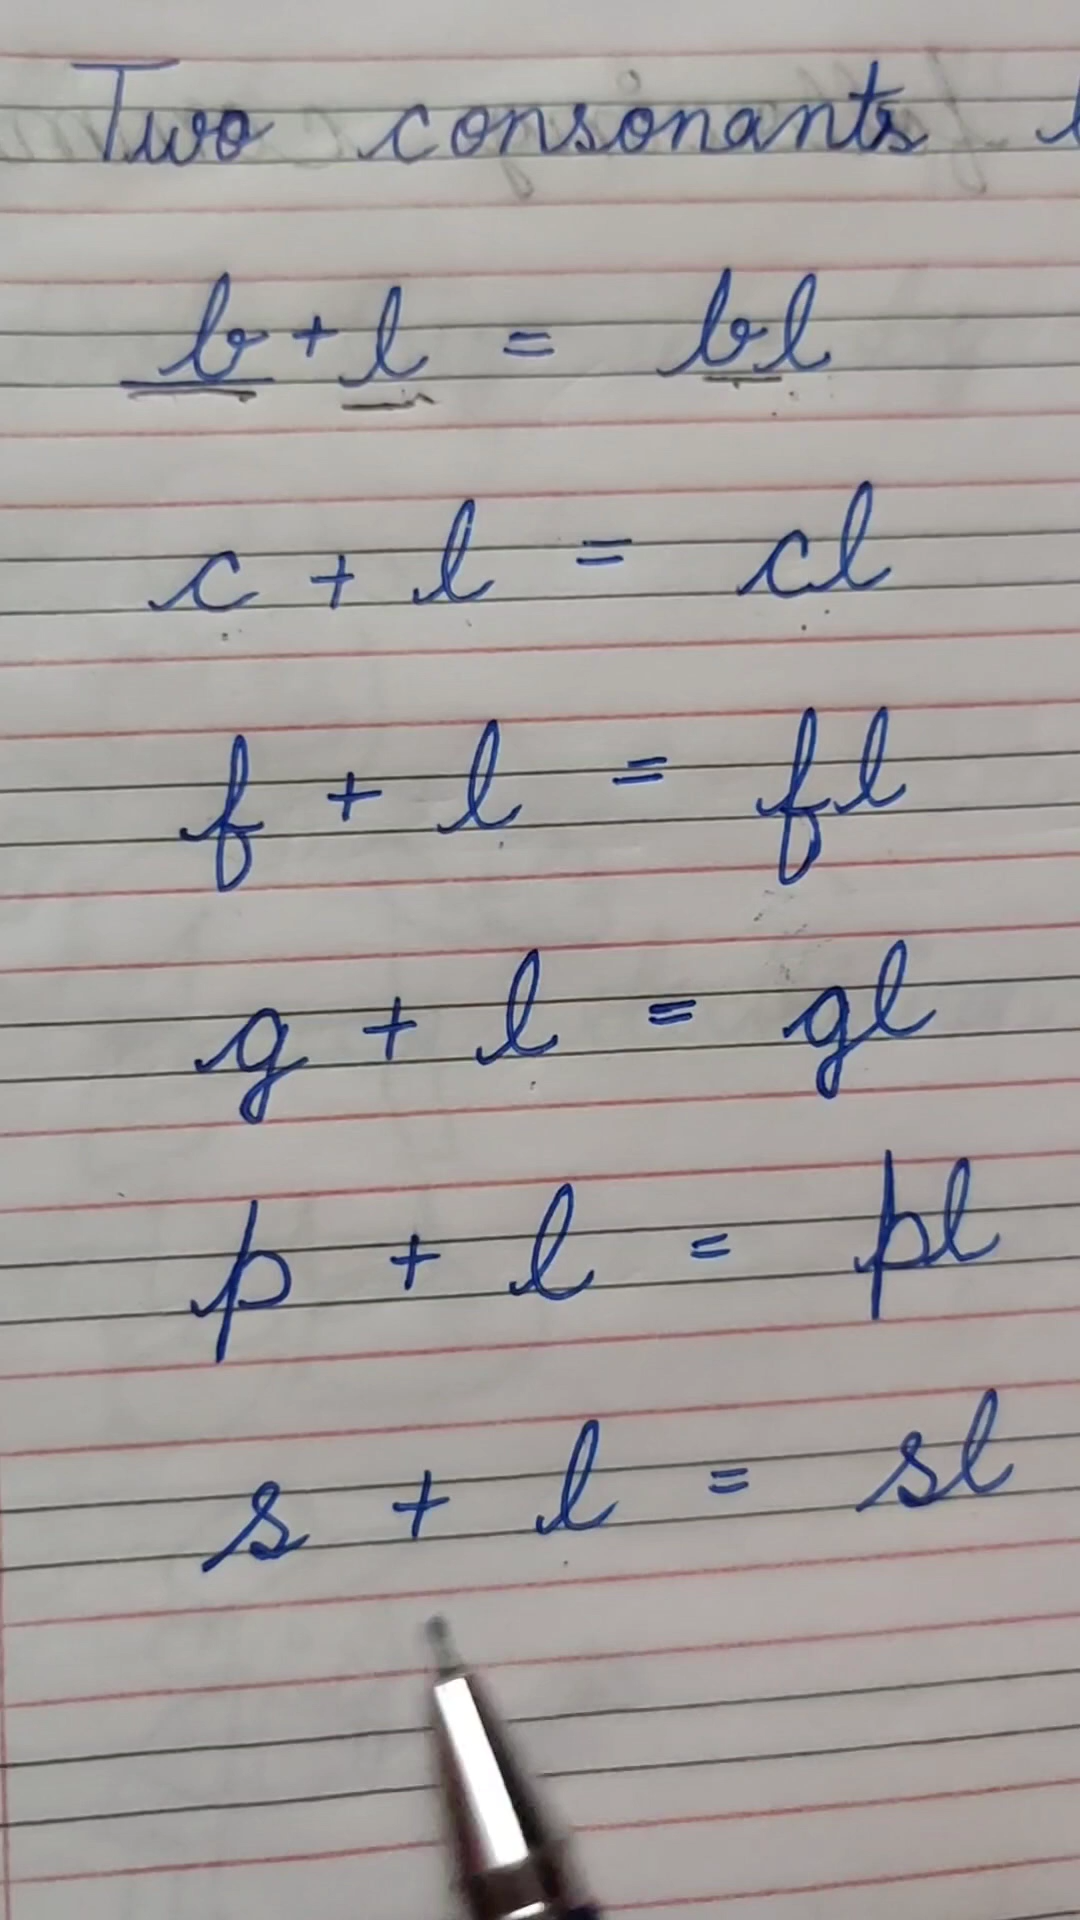 Two consonants
b + l = bl
c + l = cl
f + l = fl
g + l = gl
p + l = pl
s + l = sl